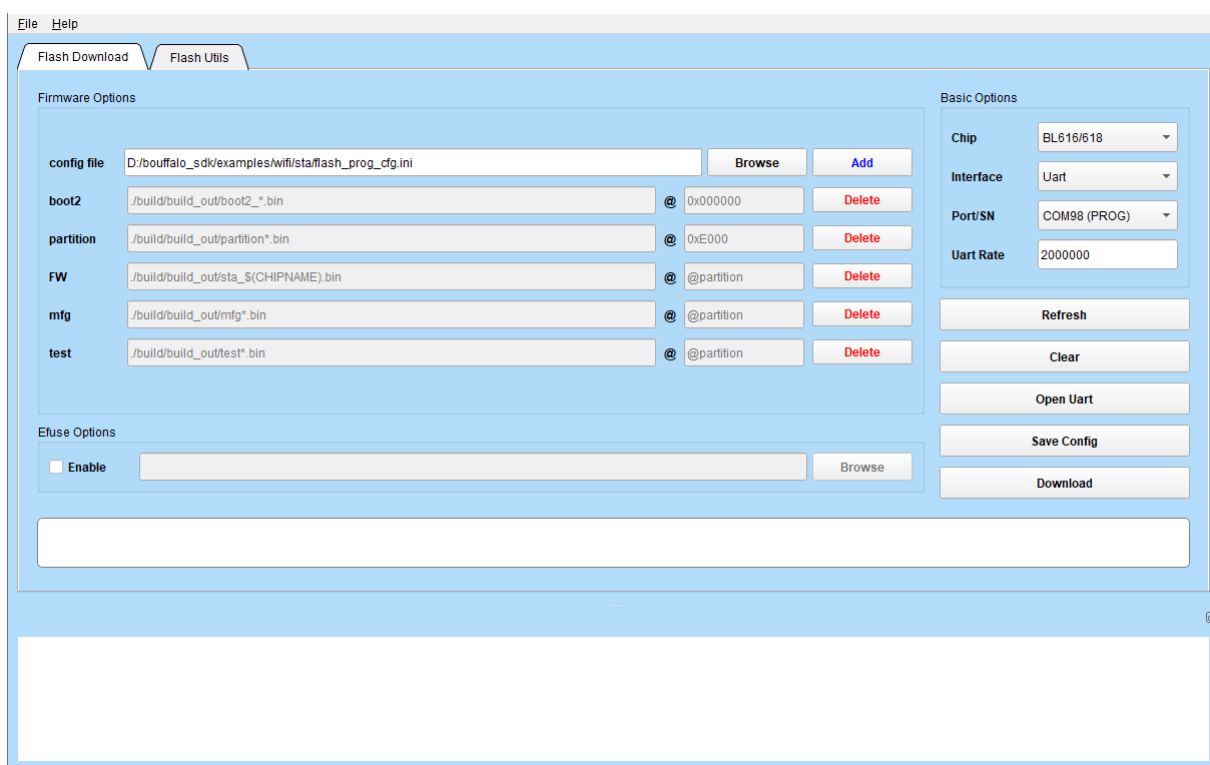 File Help
Flash Download Flash Utils
Firmware Options
config file D:/bouffalo_sdk/examples/wifi/sta/flash_prog_cfg.ini Browse Add
boot2 ./build/build_out/boot2_*.bin @ 0x000000 Delete
partition ./build/build_out/partition*.bin @ 0xE000 Delete
FW ./build/build_out/sta_$(CHIPNAME).bin @ @partition Delete
mfg ./build/build_out/mfg*.bin @ @partition Delete
test ./build/build_out/test*.bin @ @partition Delete
Efuse Options
Enable Browse
Basic Options
Chip BL616/618
Interface Uart
Port/SN COM98 (PROG)
Uart Rate 2000000
Refresh
Clear
Open Uart
Save Config
Download